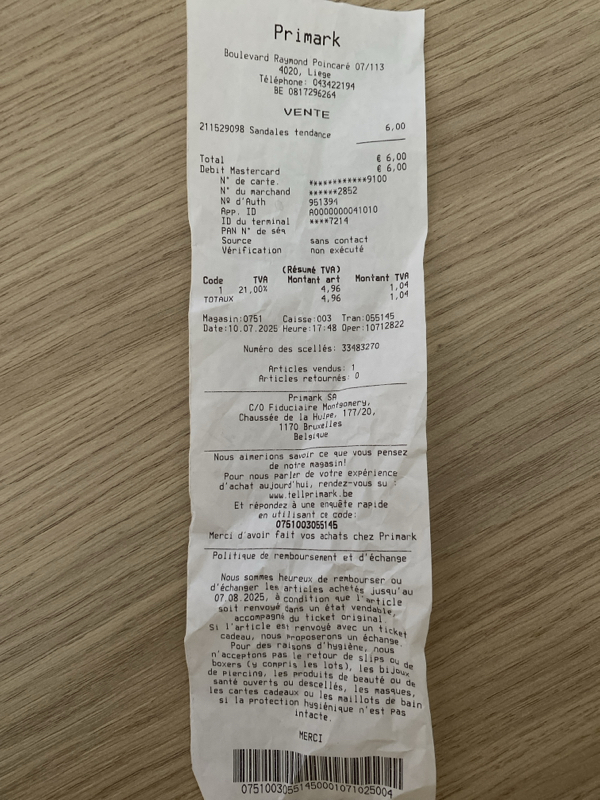 Primark
Boulevard Raymond Poincaré 07/113
4020, Liege
Téléphone: 043422194
BE 0817296264
VENTE
211529098 Sandales tendance 6,00
Total € 6,00
Debit Mastercard € 6,00
N° de carte. ************9100
N° du marchand ******2852
Nº d'Auth 951394
App. ID A0000000041010
ID du terminal ****7214
PAN N° de séq
Source sans contact
Vérification non exécuté
(Résumé TVA)
Code TVA Montant art Montant TVA
1 21,00% 4,96 1,04
TOTAUX 4,96 1,04
Magasin:0751 Caisse:003 Tran:055145
Date:10.07.2025 Heure:17:48 Oper:10712822
Numéro des scellés: 33483270
Articles vendus: 1
Articles retournés: 0
Primark SA
C/O Fiduciaire Montgomery,
Chaussée de la Hulpe, 177/20,
1170 Bruxelles
Belgique
Nous aimerions savoir ce que vous pensez
de notre magasin!
Pour nous parler de votre expérience
d'achat aujourd'hui, rendez-vous su :
www.tellprimark.be
Et répondez à une enquête rapide
en utilisant ce code:
0751003055145
Merci d'avoir fait vos achats chez Primark
Politique de remboursement et d'échange
Nous sommes heureux de rembourser ou
d'échanger les articles achetés jusqu'au
07.08.2025, à condition que l'article
soit renvoyé dans un état vendable,
accompagné du ticket original.
Si l'article est renvoyé avec un ticket
cadeau, nous proposerons un échange.
Pour des raisons d'hygiène, nous
n'acceptons pas le retour de slips ou de
boxers (y compris les lots), les bijoux
de piercing, les produits de beauté ou de
santé ouverts ou descellés, les masques,
les cartes cadeaux ou les maillots de bain
si la protection hygiénique n'est pas
intacte.
MERCI
07510030551450001071025004